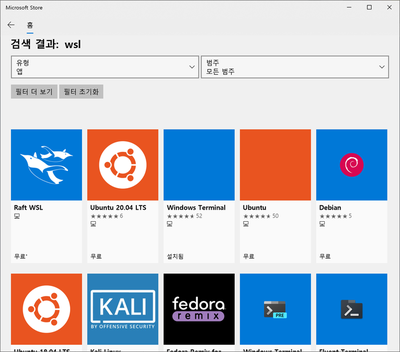 Microsoft Store
홈
검색 결과: wsl
유형
앱
범주
모든 범주
필터 더 보기 필터 초기화
Raft WSL
Ubuntu 20.04 LTS
Windows Terminal
Ubuntu
Debian
6
52
50
5
무료+
무료
설치됨
무료
무료
KALI
BY OFFENSIVE SECURITY
fedora
remix
PRE
Ubuntu 18.04 LTS
Kali Linux
Fedora Remix for
Windows Terminal
Fluent Terminal